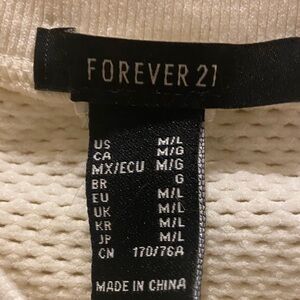 FOREVER 21
US M/L
CA M/G
MX/ECU M/G
BR G
EU M/L
UK M/L
KR M/L
JP M/L
CN 170/76A
MADE IN CHINA